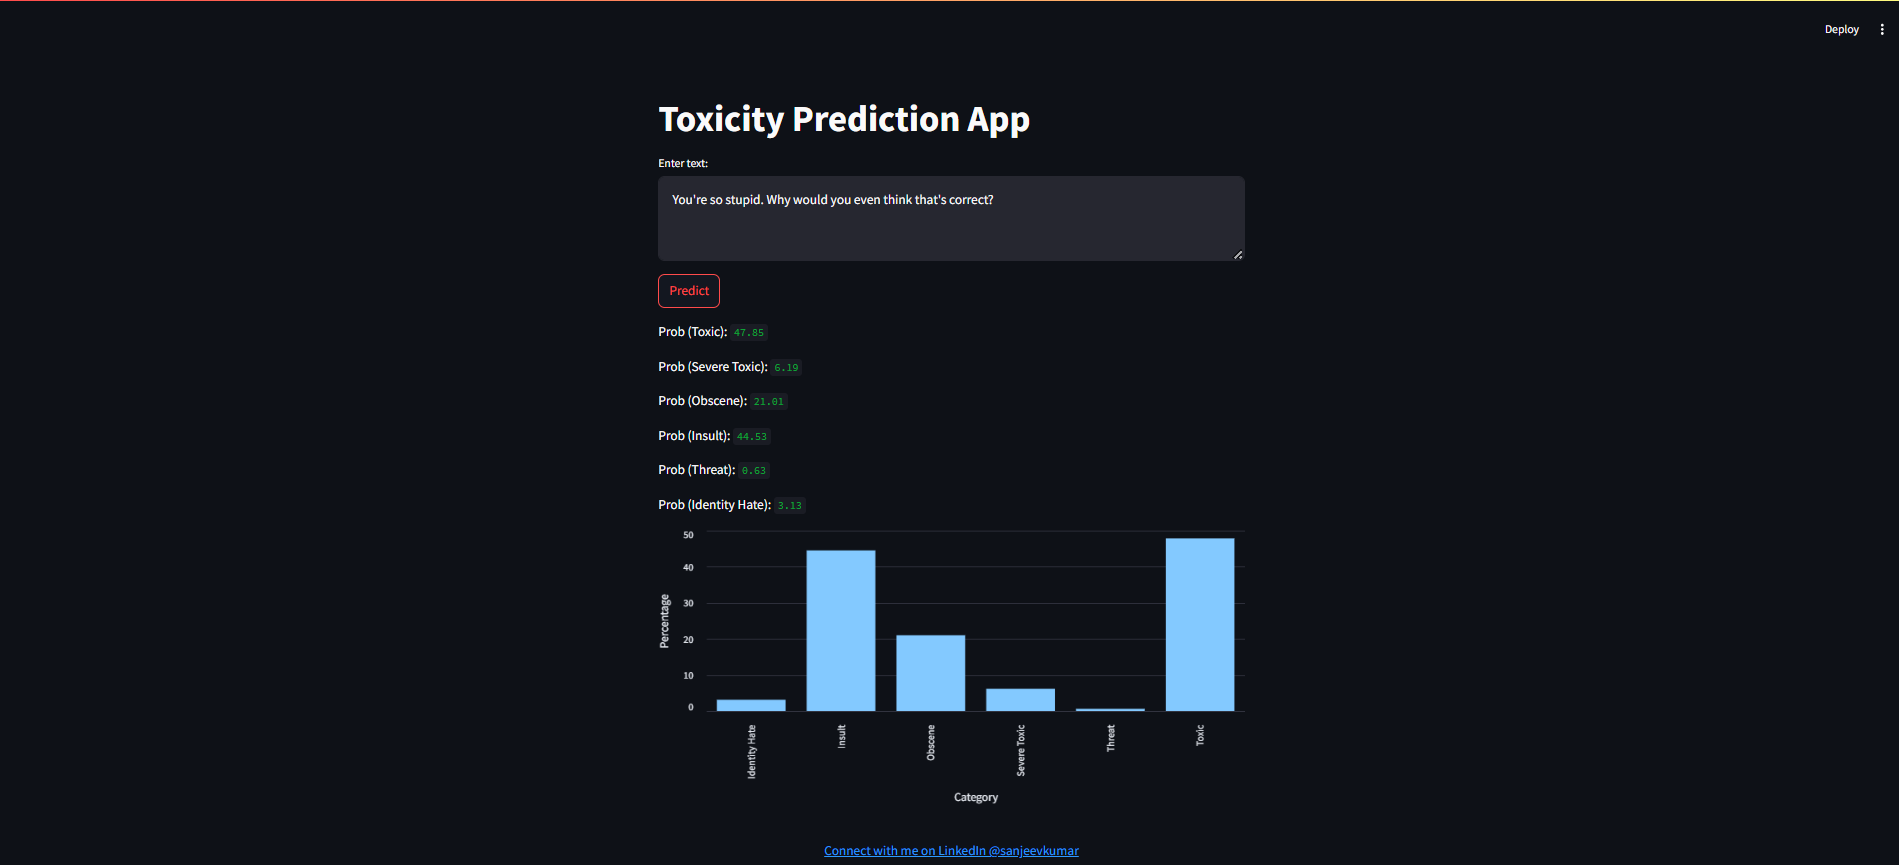 Deploy
Toxicity Prediction App
Enter text:
You're so stupid. Why would you even think that's correct?
Predict
Prob (Toxic): 47.85
Prob (Severe Toxic): 6.19
Prob (Obscene): 21.01
Prob (Insult): 44.53
Prob (Threat): 0.63
Prob (Identity Hate): 3.13
50
40
30
20
10
0
Percentage
Identity Hate
Insult
Obscene
Severe Toxic
Threat
Toxic
Category
Connect with me on LinkedIn @sanjeevkumar